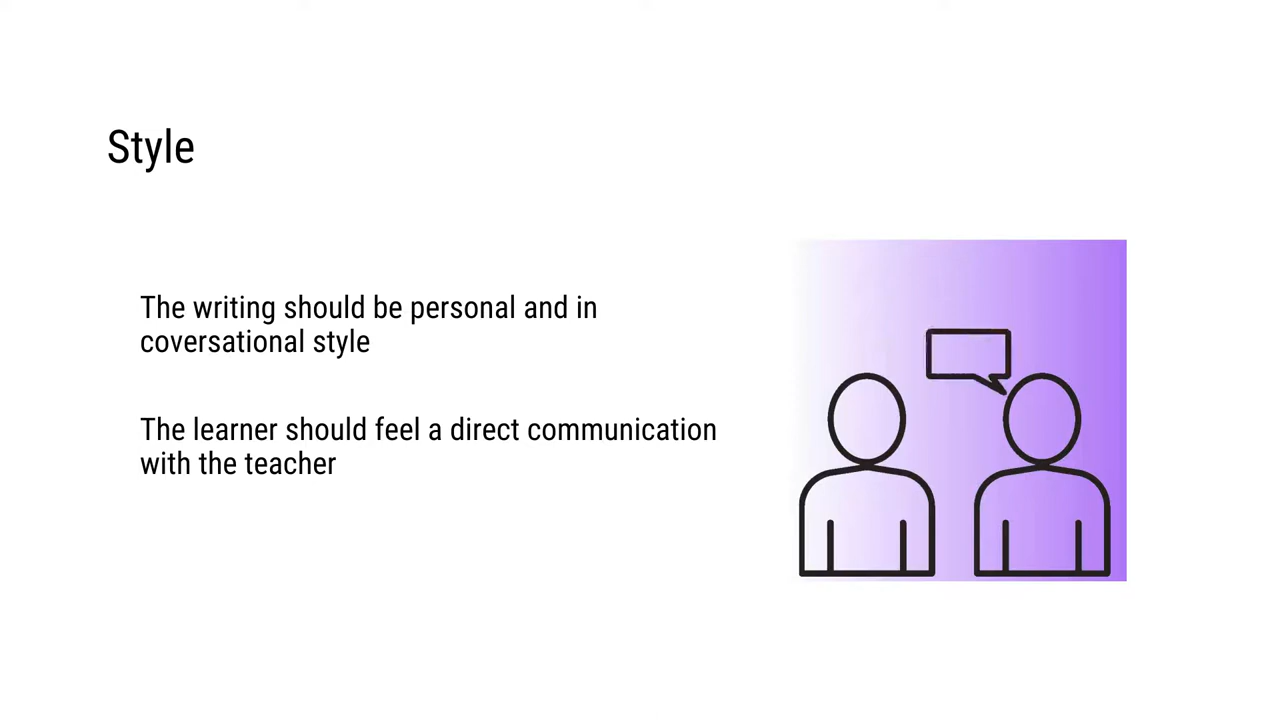 Style
The writing should be personal and in
coversational style
The learner should feel a direct communication
with the teacher